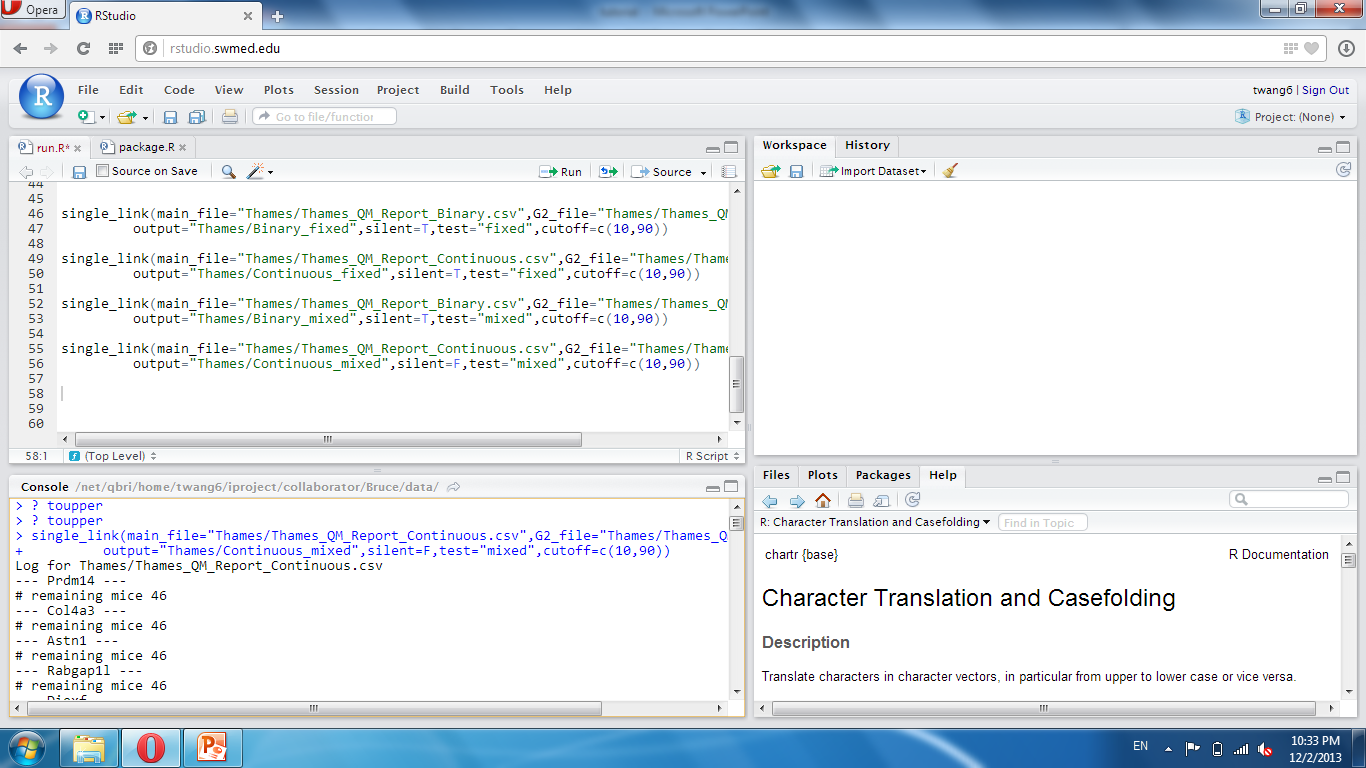 Opera
RStudio
rstudio.swmed.edu
File Edit Code View Plots Session Project Build Tools Help
twang6 | Sign Out
Go to file/function
Project: (None)
run.R*
package.R
Source on Save
Run
Source
44
45
46 single_link(main_file="Thames/Thames_QM_Report_Binary.csv",G2_file="Thames/Thames_QM
47 output="Thames/Binary_fixed",silent=T,test="fixed",cutoff=c(10,90))
48
49 single_link(main_file="Thames/Thames_QM_Report_Continuous.csv",G2_file="Thames/Thame
50 output="Thames/Continuous_fixed",silent=T,test="fixed",cutoff=c(10,90))
51
52 single_link(main_file="Thames/Thames_QM_Report_Binary.csv",G2_file="Thames/Thames_QM
53 output="Thames/Binary_mixed",silent=T,test="mixed",cutoff=c(10,90))
54
55 single_link(main_file="Thames/Thames_QM_Report_Continuous.csv",G2_file="Thames/Thame
56 output="Thames/Continuous_mixed",silent=F,test="mixed",cutoff=c(10,90))
57
58
59
60
58:1 (Top Level) R Script
Console /net/qbri/home/twang6/iproject/collaborator/Bruce/data/
> ? toupper
> ? toupper
> single_link(main_file="Thames/Thames_QM_Report_Continuous.csv",G2_file="Thames/Thames_Q
+ output="Thames/Continuous_mixed",silent=F,test="mixed",cutoff=c(10,90))
Log for Thames/Thames_QM_Report_Continuous.csv
--- Prdm14 ---
# remaining mice 46
--- Col4a3 ---
# remaining mice 46
--- Astn1 ---
# remaining mice 46
--- Rabgap1l ---
# remaining mice 46
Workspace History
Import Dataset
Files Plots Packages Help
R: Character Translation and Casefolding
Find in Topic
chartr {base} R Documentation
Character Translation and Casefolding
Description
Translate characters in character vectors, in particular from upper to lower case or vice versa.
EN
10:33 PM
12/2/2013